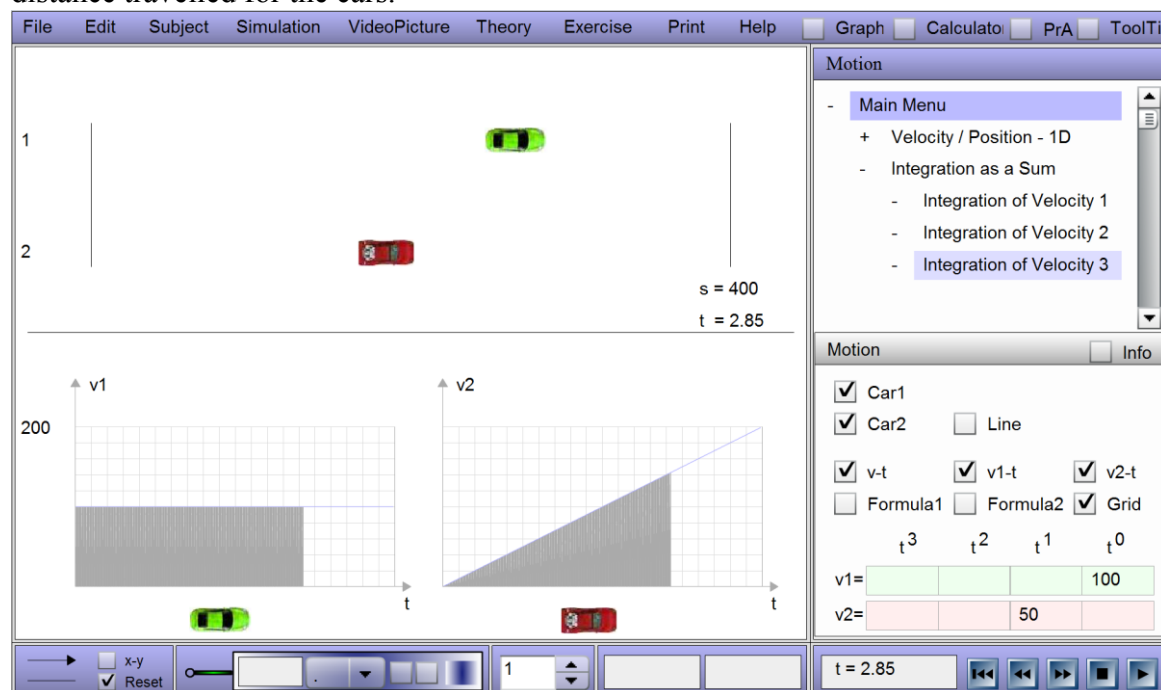 distance travelled for the cars.
File Edit Subject Simulation VideoPicture Theory Exercise Print Help Graph Calculato PrA ToolTi
Motion
- Main Menu
+ Velocity / Position - 1D
- Integration as a Sum
- Integration of Velocity 1
- Integration of Velocity 2
- Integration of Velocity 3
1
2
s = 400
t = 2.85
v1
200
t
v2
t
Motion Info
Car1
Car2 Line
v-t v1-t v2-t
Formula1 Formula2 Grid
t³ t² t¹ t⁰
v1= 100
v2= 50
x-y
Reset
.
1
t = 2.85